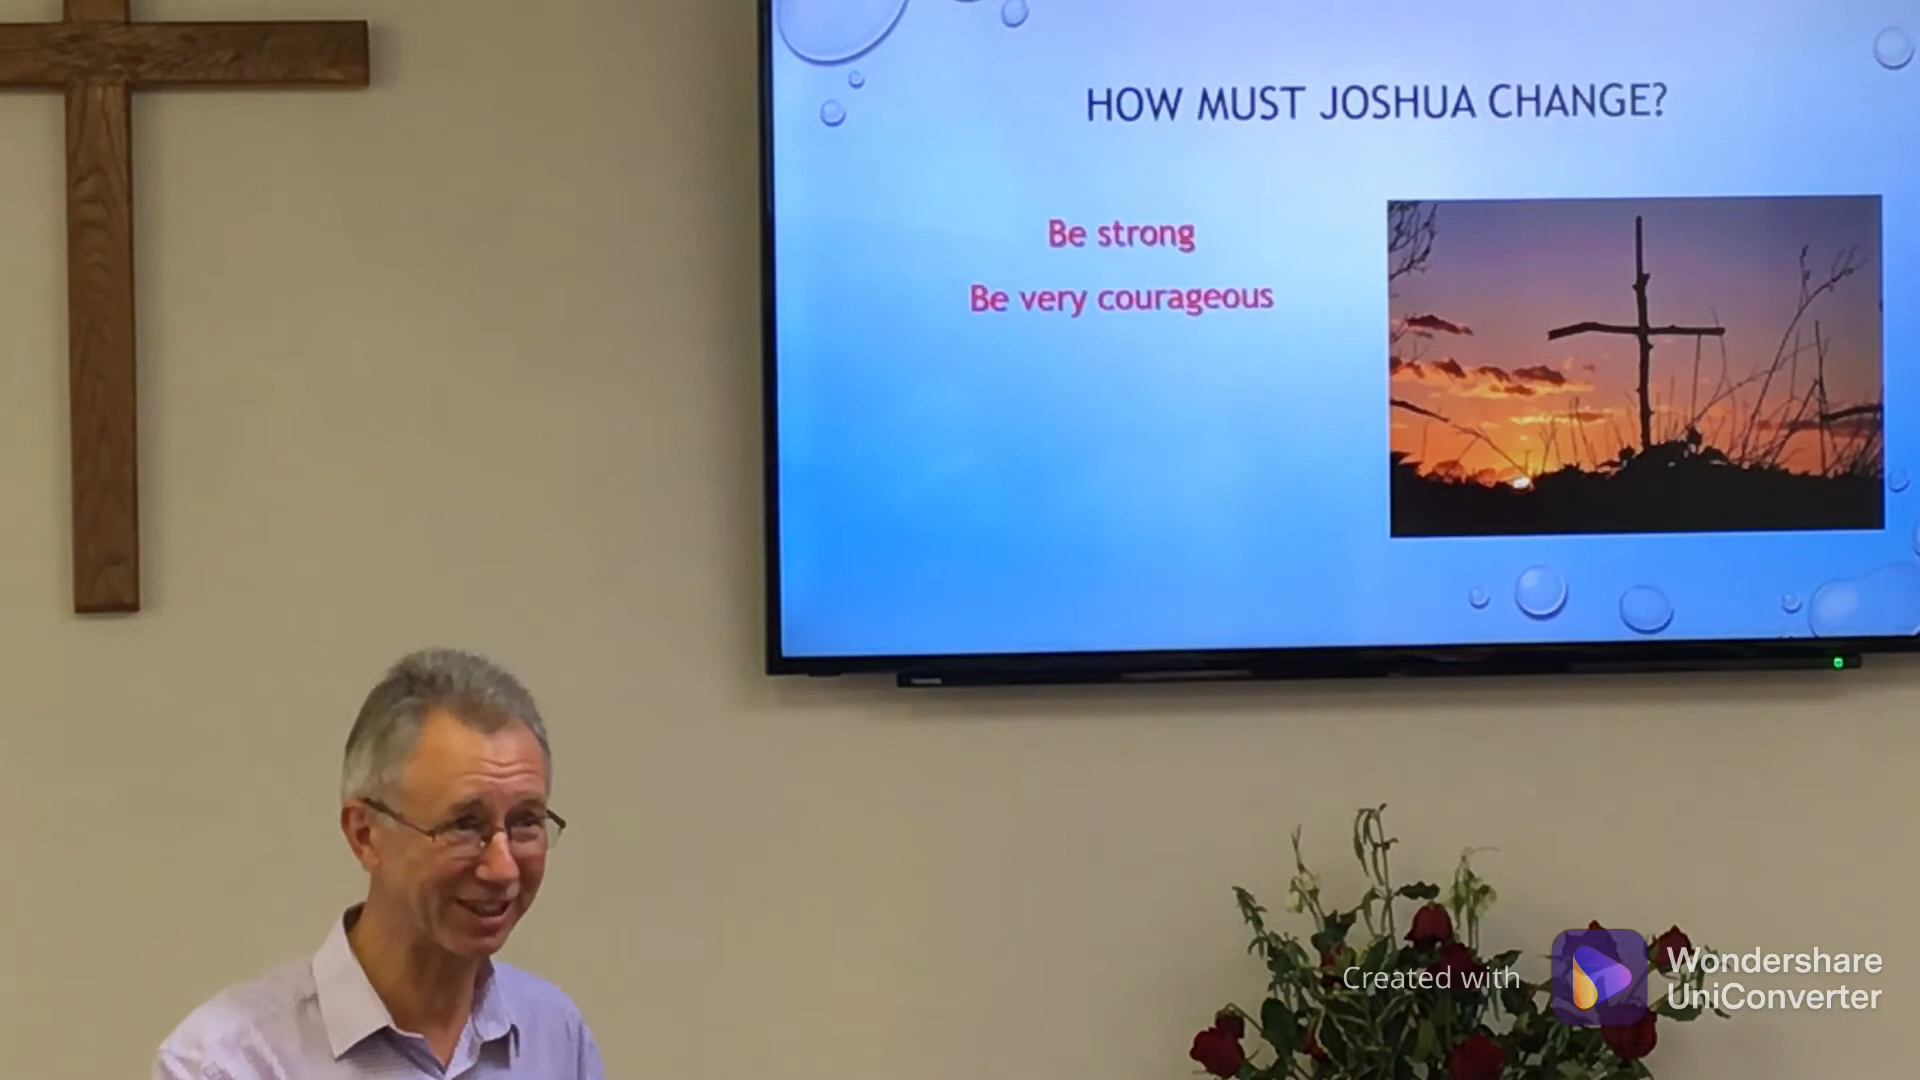 HOW MUST JOSHUA CHANGE?
Be strong
Be very courageous
Created with
Wondershare
UniConverter